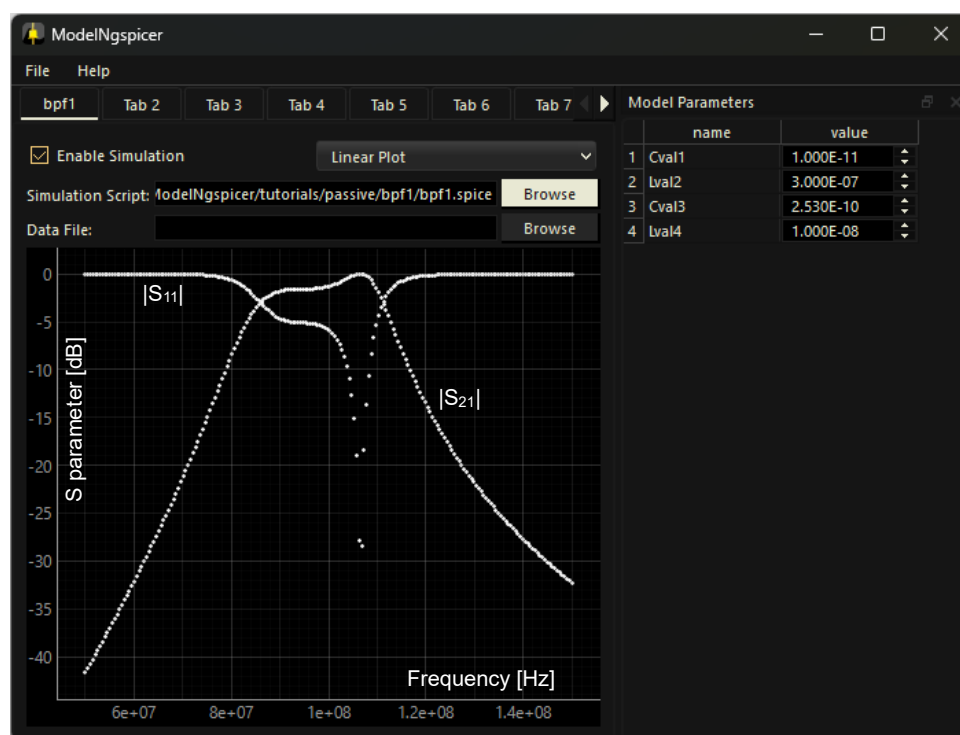 ModelNgspicer
File Help
bpf1 Tab 2 Tab 3 Tab 4 Tab 5 Tab 6 Tab 7
Enable Simulation Linear Plot
Simulation Script: ModelNgspicer/tutorials/passive/bpf1/bpf1.spice Browse
Data File: Browse
Model Parameters
name value
1 Cval1 1.000E-11
2 Lval2 3.000E-07
3 Cval3 2.530E-10
4 Lval4 1.000E-08
0
-5
-10
-15
-20
-25
-30
-35
-40
S parameter [dB]
|S₁₁|
|S₂₁|
Frequency [Hz]
6e+07 8e+07 1e+08 1.2e+08 1.4e+08